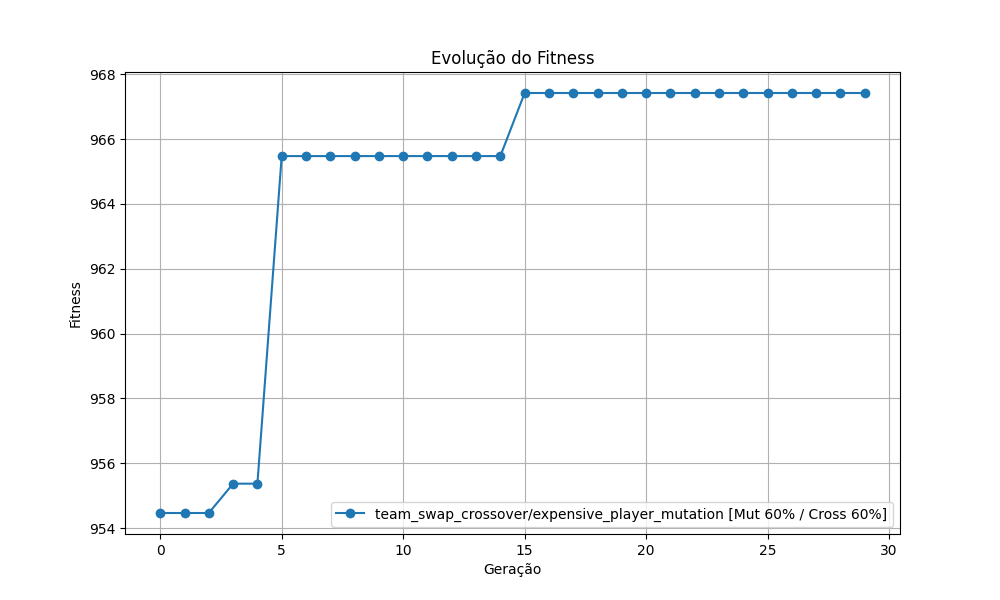 Evolução do Fitness
968
966
964
962
960
958
956
954
Fitness
team_swap_crossover/expensive_player_mutation [Mut 60% / Cross 60%]
0 5 10 15 20 25 30
Geração